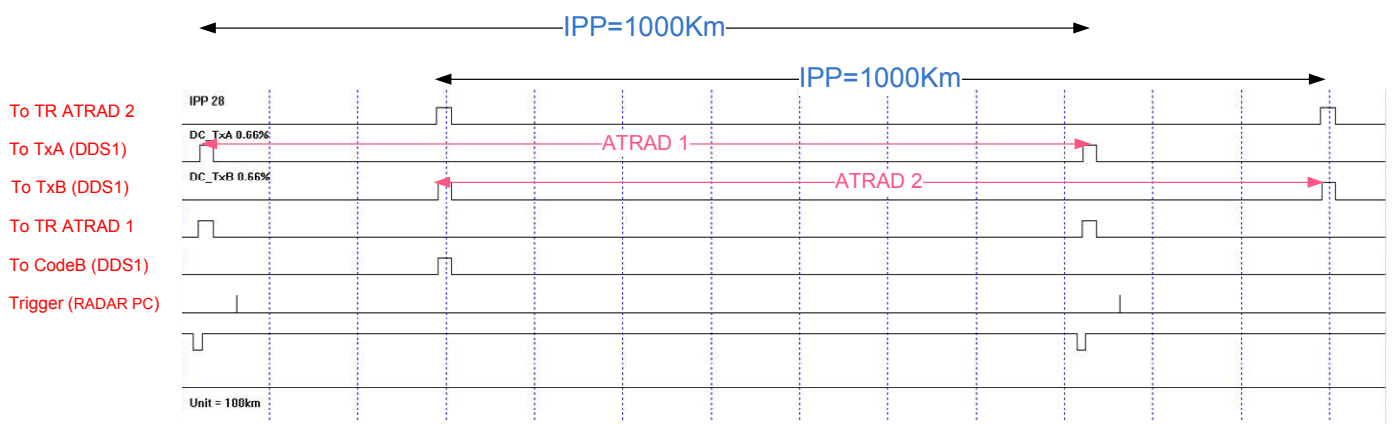 IPP=1000Km
IPP=1000Km
To TR ATRAD 2
IPP 28
To TxA (DDS1)
DC_TxA 0.66%
ATRAD 1
To TxB (DDS1)
DC_TxB 0.66%
ATRAD 2
To TR ATRAD 1
To CodeB (DDS1)
Trigger (RADAR PC)
Unit = 100km